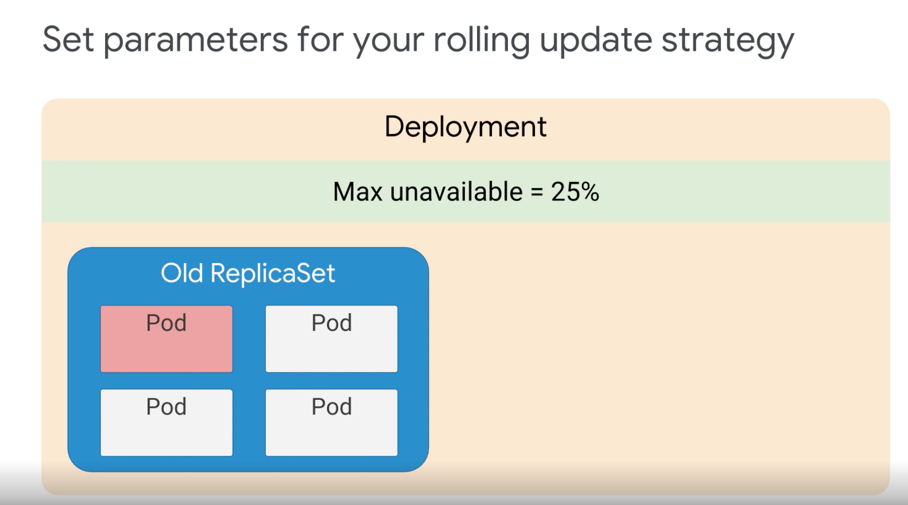 Set parameters for your rolling update strategy
Deployment
Max unavailable = 25%
Old ReplicaSet
Pod
Pod
Pod
Pod